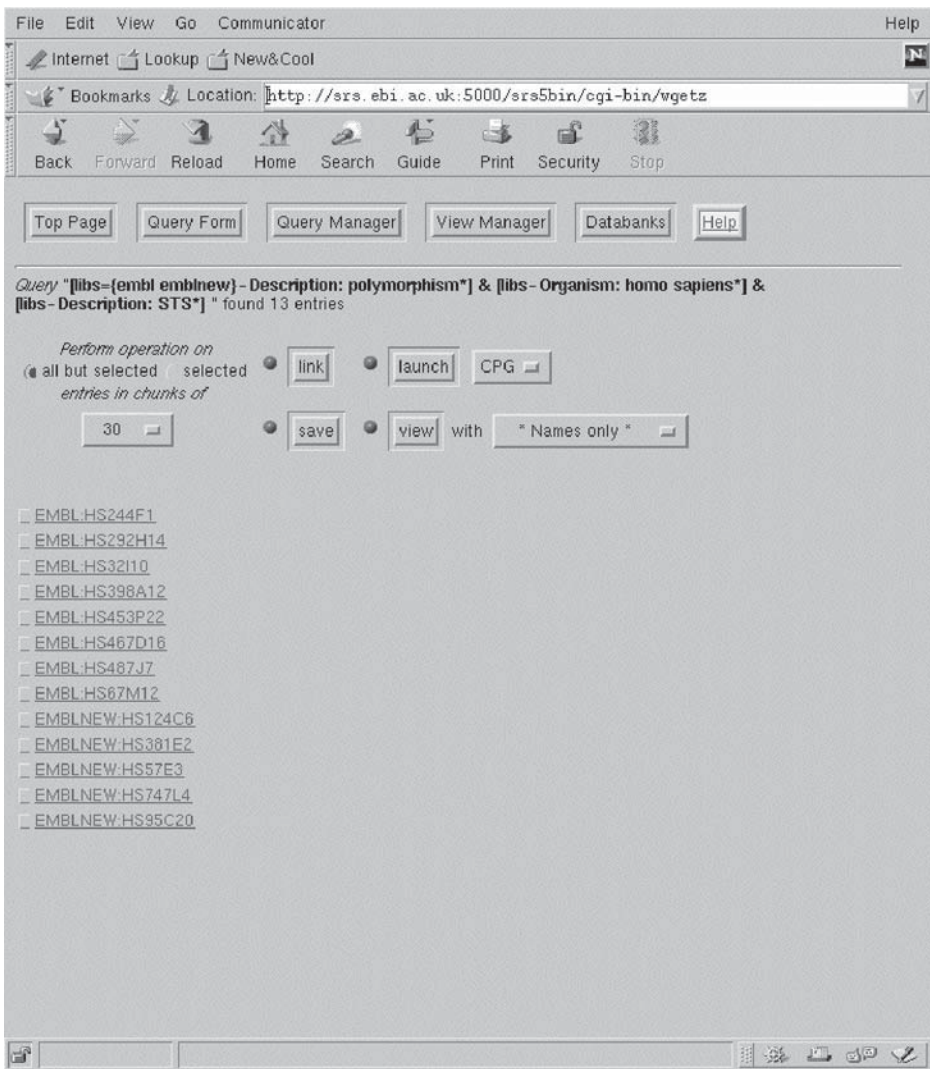 File Edit View Go Communicator Help
Internet Lookup New&Cool N
Bookmarks Location: http://srs.ebi.ac.uk:5000/srs5bin/cgi-bin/wgetz
Back Forward Reload Home Search Guide Print Security Stop
Top Page Query Form Query Manager View Manager Databanks Help
Query "[libs={embl emblnew}-Description: polymorphism*] & [libs-Organism: homo sapiens*] &
[libs-Description: STS*] " found 13 entries
Perform operation on
all but selected selected link launch CPG
entries in chunks of
30 save view with * Names only *
EMBL:HS244F1
EMBL:HS292H14
EMBL:HS32I10
EMBL:HS398A12
EMBL:HS453P22
EMBL:HS467D16
EMBL:HS487J7
EMBL:HS67M12
EMBLNEW:HS124C6
EMBLNEW:HS381E2
EMBLNEW:HS57E3
EMBLNEW:HS747L4
EMBLNEW:HS95C20